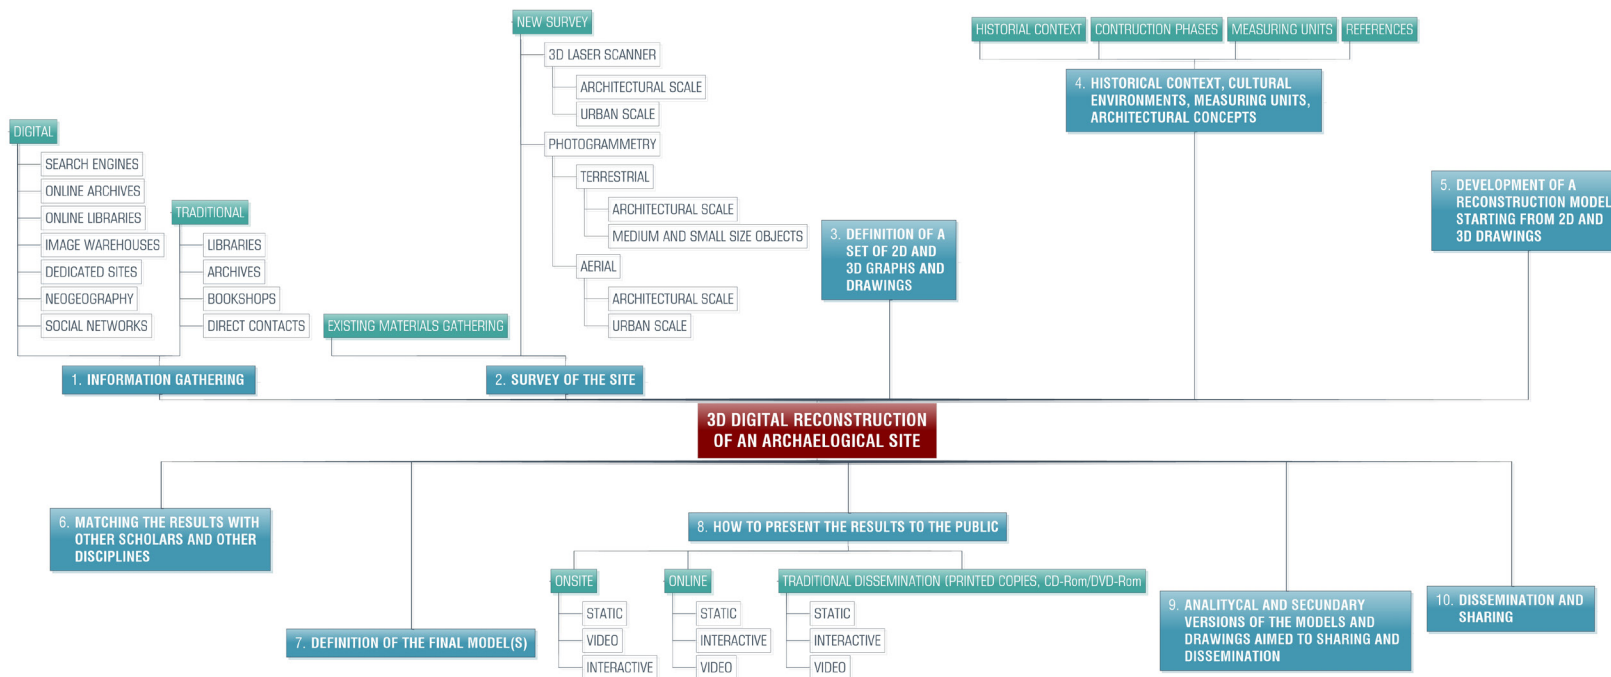 DIGITAL
SEARCH ENGINES
ONLINE ARCHIVES
ONLINE LIBRARIES
IMAGE WAREHOUSES
DEDICATED SITES
NEOGEOGRAPHY
SOCIAL NETWORKS
TRADITIONAL
LIBRARIES
ARCHIVES
BOOKSHOPS
DIRECT CONTACTS
1. INFORMATION GATHERING
NEW SURVEY
3D LASER SCANNER
ARCHITECTURAL SCALE
URBAN SCALE
PHOTOGRAMMETRY
TERRESTRIAL
ARCHITECTURAL SCALE
MEDIUM AND SMALL SIZE OBJECTS
AERIAL
ARCHITECTURAL SCALE
URBAN SCALE
EXISTING MATERIALS GATHERING
2. SURVEY OF THE SITE
3. DEFINITION OF A
SET OF 2D AND
3D GRAPHS AND
DRAWINGS
HISTORIAL CONTEXT
CONTRUCTION PHASES
MEASURING UNITS
REFERENCES
4. HISTORICAL CONTEXT, CULTURAL
ENVIRONMENTS, MEASURING UNITS,
ARCHITECTURAL CONCEPTS
5. DEVELOPMENT OF A
RECONSTRUCTION MODEL
STARTING FROM 2D AND
3D DRAWINGS
3D DIGITAL RECONSTRUCTION
OF AN ARCHAELOGICAL SITE
6. MATCHING THE RESULTS WITH
OTHER SCHOLARS AND OTHER
DISCIPLINES
7. DEFINITION OF THE FINAL MODEL(S)
8. HOW TO PRESENT THE RESULTS TO THE PUBLIC
ONSITE
STATIC
VIDEO
INTERACTIVE
ONLINE
STATIC
INTERACTIVE
VIDEO
TRADITIONAL DISSEMINATION (PRINTED COPIES, CD-Rom/DVD-Rom
STATIC
INTERACTIVE
VIDEO
9. ANALITYCAL AND SECUNDARY
VERSIONS OF THE MODELS AND
DRAWINGS AIMED TO SHARING AND
DISSEMINATION
10. DISSEMINATION AND
SHARING